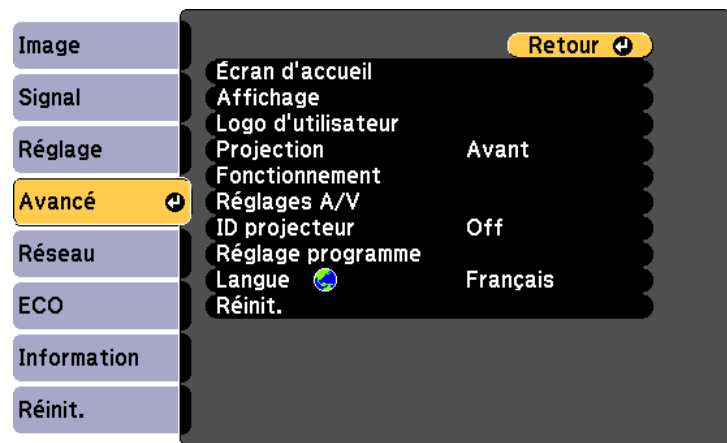 Image
Signal
Réglage
Avancé
Réseau
ECO
Information
Réinit.
Retour
Écran d'accueil
Affichage
Logo d'utilisateur
Projection Avant
Fonctionnement
Réglages A/V
ID projecteur Off
Réglage programme
Langue Français
Réinit.